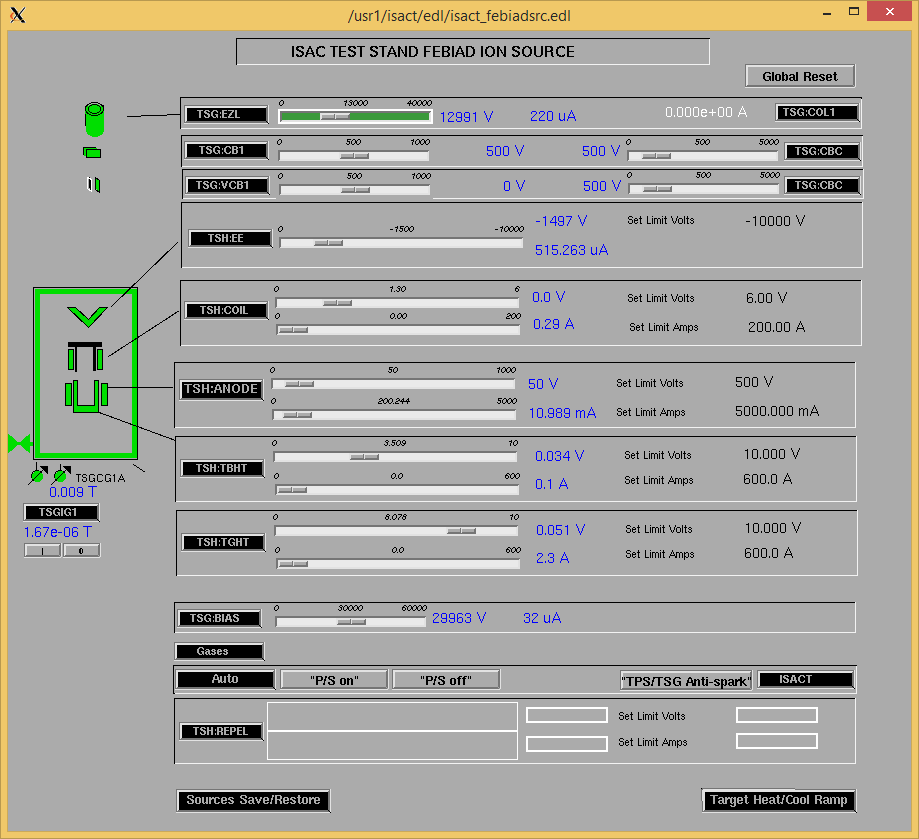 /usr1/isact/edl/isact_febiadsrc.edl
ISAC TEST STAND FEBIAD ION SOURCE
Global Reset
0 13000 40000
TSG:EZL 12991 V 220 uA 0.000e+00 A TSG:COL1
0 500 1000 0 500 5000
TSG:CB1 500 V 500 V TSG:CBC
0 500 1000 0 500 5000
TSG:VCB1 0 V 500 V TSG:CBC
-1497 V Set Limit Volts -10000 V
0 -1500 -10000
TSH:EE
515.263 uA
0 1.30 6
0.0 V Set Limit Volts 6.00 V
TSH:COIL
0 0.00 200
0.29 A Set Limit Amps 200.00 A
0 50 1000
50 V Set Limit Volts 500 V
TSH:ANODE
0 200.244 5000
10.989 mA Set Limit Amps 5000.000 mA
0 3.509 10
0.034 V Set Limit Volts 10.000 V
TSH:TBHT
0 0.0 600
0.1 A Set Limit Amps 600.0 A
TSGCG1A
0.009 T
TSGIG1
1.67e-06 T
I 0
0 6.078 10
0.051 V Set Limit Volts 10.000 V
TSH:TGHT
0 0.0 600
2.3 A Set Limit Amps 600.0 A
0 30000 60000
TSG:BIAS 29963 V 32 uA
Gases
Auto "P/S on" "P/S off" "TPS/TSG Anti-spark" ISACT
Set Limit Volts
TSH:REPEL
Set Limit Amps
Sources Save/Restore Target Heat/Cool Ramp